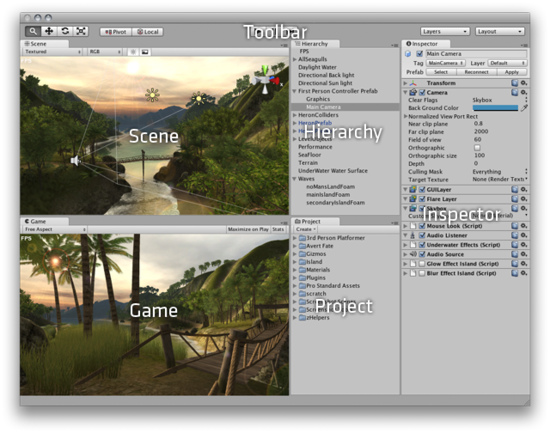 Toolbar
Pivot
Local
Layers
Layout
Scene
Textured
RGB
Scene
Hierarchy
FPS
AllSeagulls
Daylight Water
Directional Back light
Directional Sun light
First Person Controller Prefab
Graphics
Main Camera
HeronColliders
HeronPrefab
Hierarchy
Performance
SeaFloor
Terrain
UnderWater Water Surface
Waves
noMansLandFoam
mainIslandFoam
secondaryIslandFoam
Inspector
Main Camera
Tag MainCamera Layer Default
Prefab Select Reconnect Apply
Transform
Camera
Clear Flags Skybox
Back Ground Color
Normalized View Port Rect
Near clip plane 0.8
Far clip plane 2000
Field of view 60
Orthographic
Orthographic size 100
Depth 0
Culling Mask Everything
Target Texture None (Render Text
GUILayer
Flare Layer
Skybox
Inspector
Mouse Look (Script)
Audio Listener
Underwater Effects (Script)
Audio Source
Glow Effect Island (Script)
Blur Effect Island (Script)
Game
Free Aspect
Maximize on Play
Stats
FPS
Game
Project
Create
3rd Person Platformer
Avert Fate
Gizmos
Island
Materials
Plugins
Pro Standard Assets
scratch
Project
zHelpers